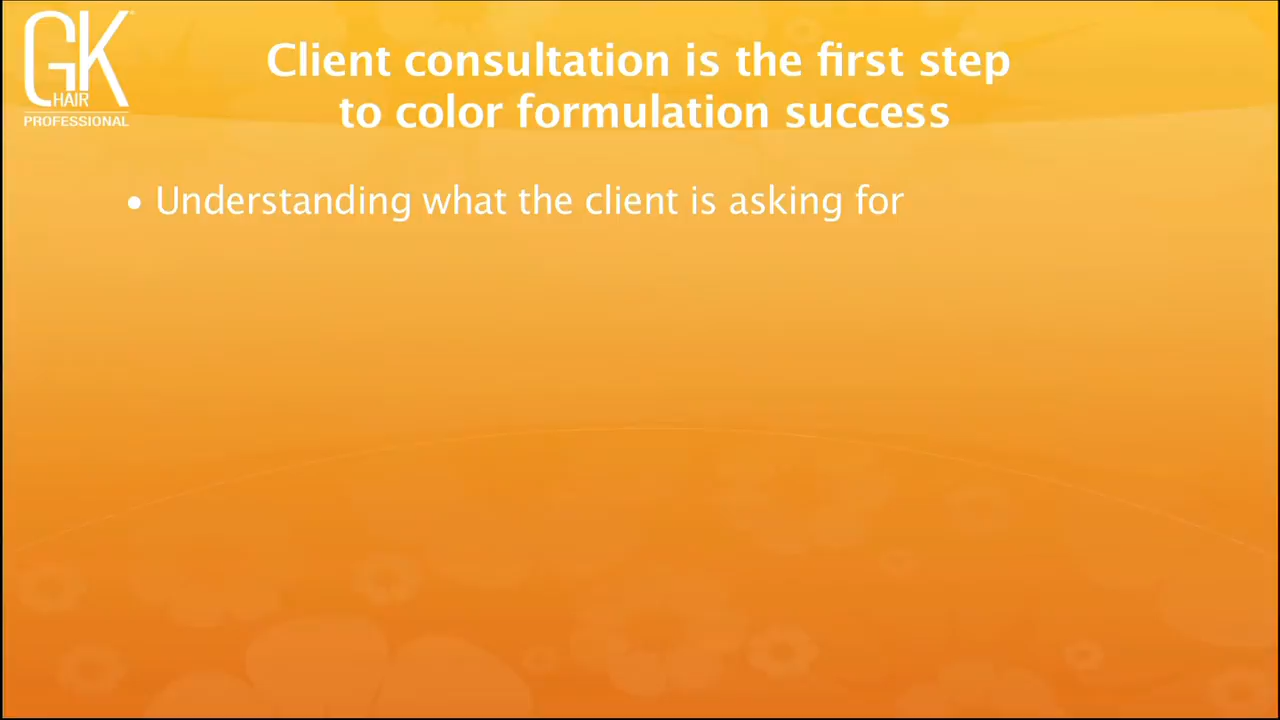 GK
HAIR
PROFESSIONAL
Client consultation is the first step
to color formulation success
• Understanding what the client is asking for